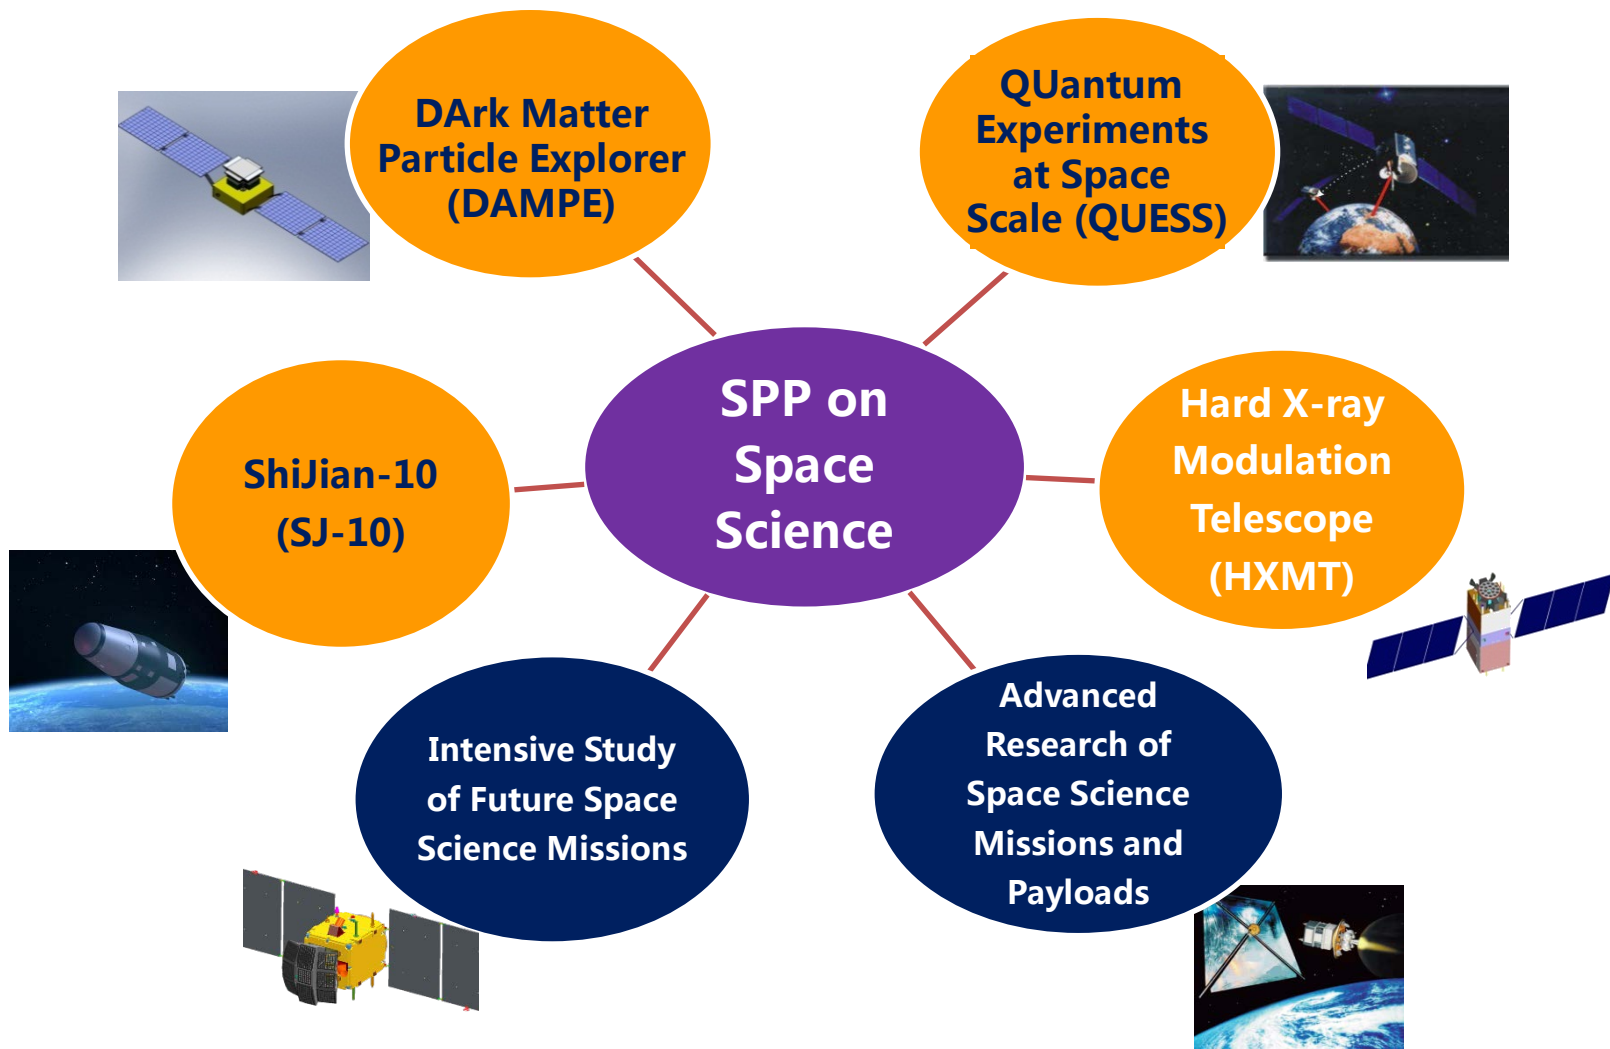 DArk Matter
Particle Explorer
(DAMPE)
QUantum
Experiments
at Space
Scale (QUESS)
SPP on
Space
Science
Hard X-ray
Modulation
Telescope
(HXMT)
ShiJian-10
(SJ-10)
Intensive Study
of Future Space
Science Missions
Advanced
Research of
Space Science
Missions and
Payloads